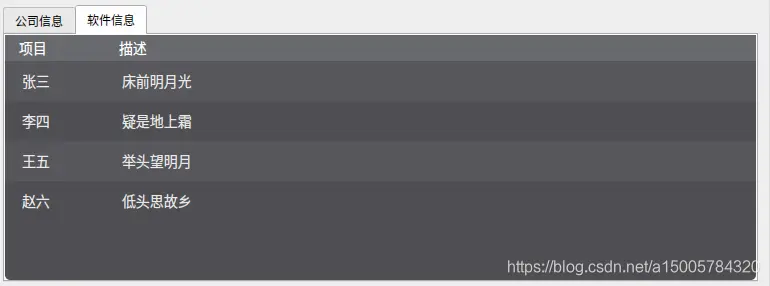 公司信息 软件信息
项目 描述
张三 床前明月光
李四 疑是地上霜
王五 举头望明月
赵六 低头思故乡
https://blog.csdn.net/a15005784320